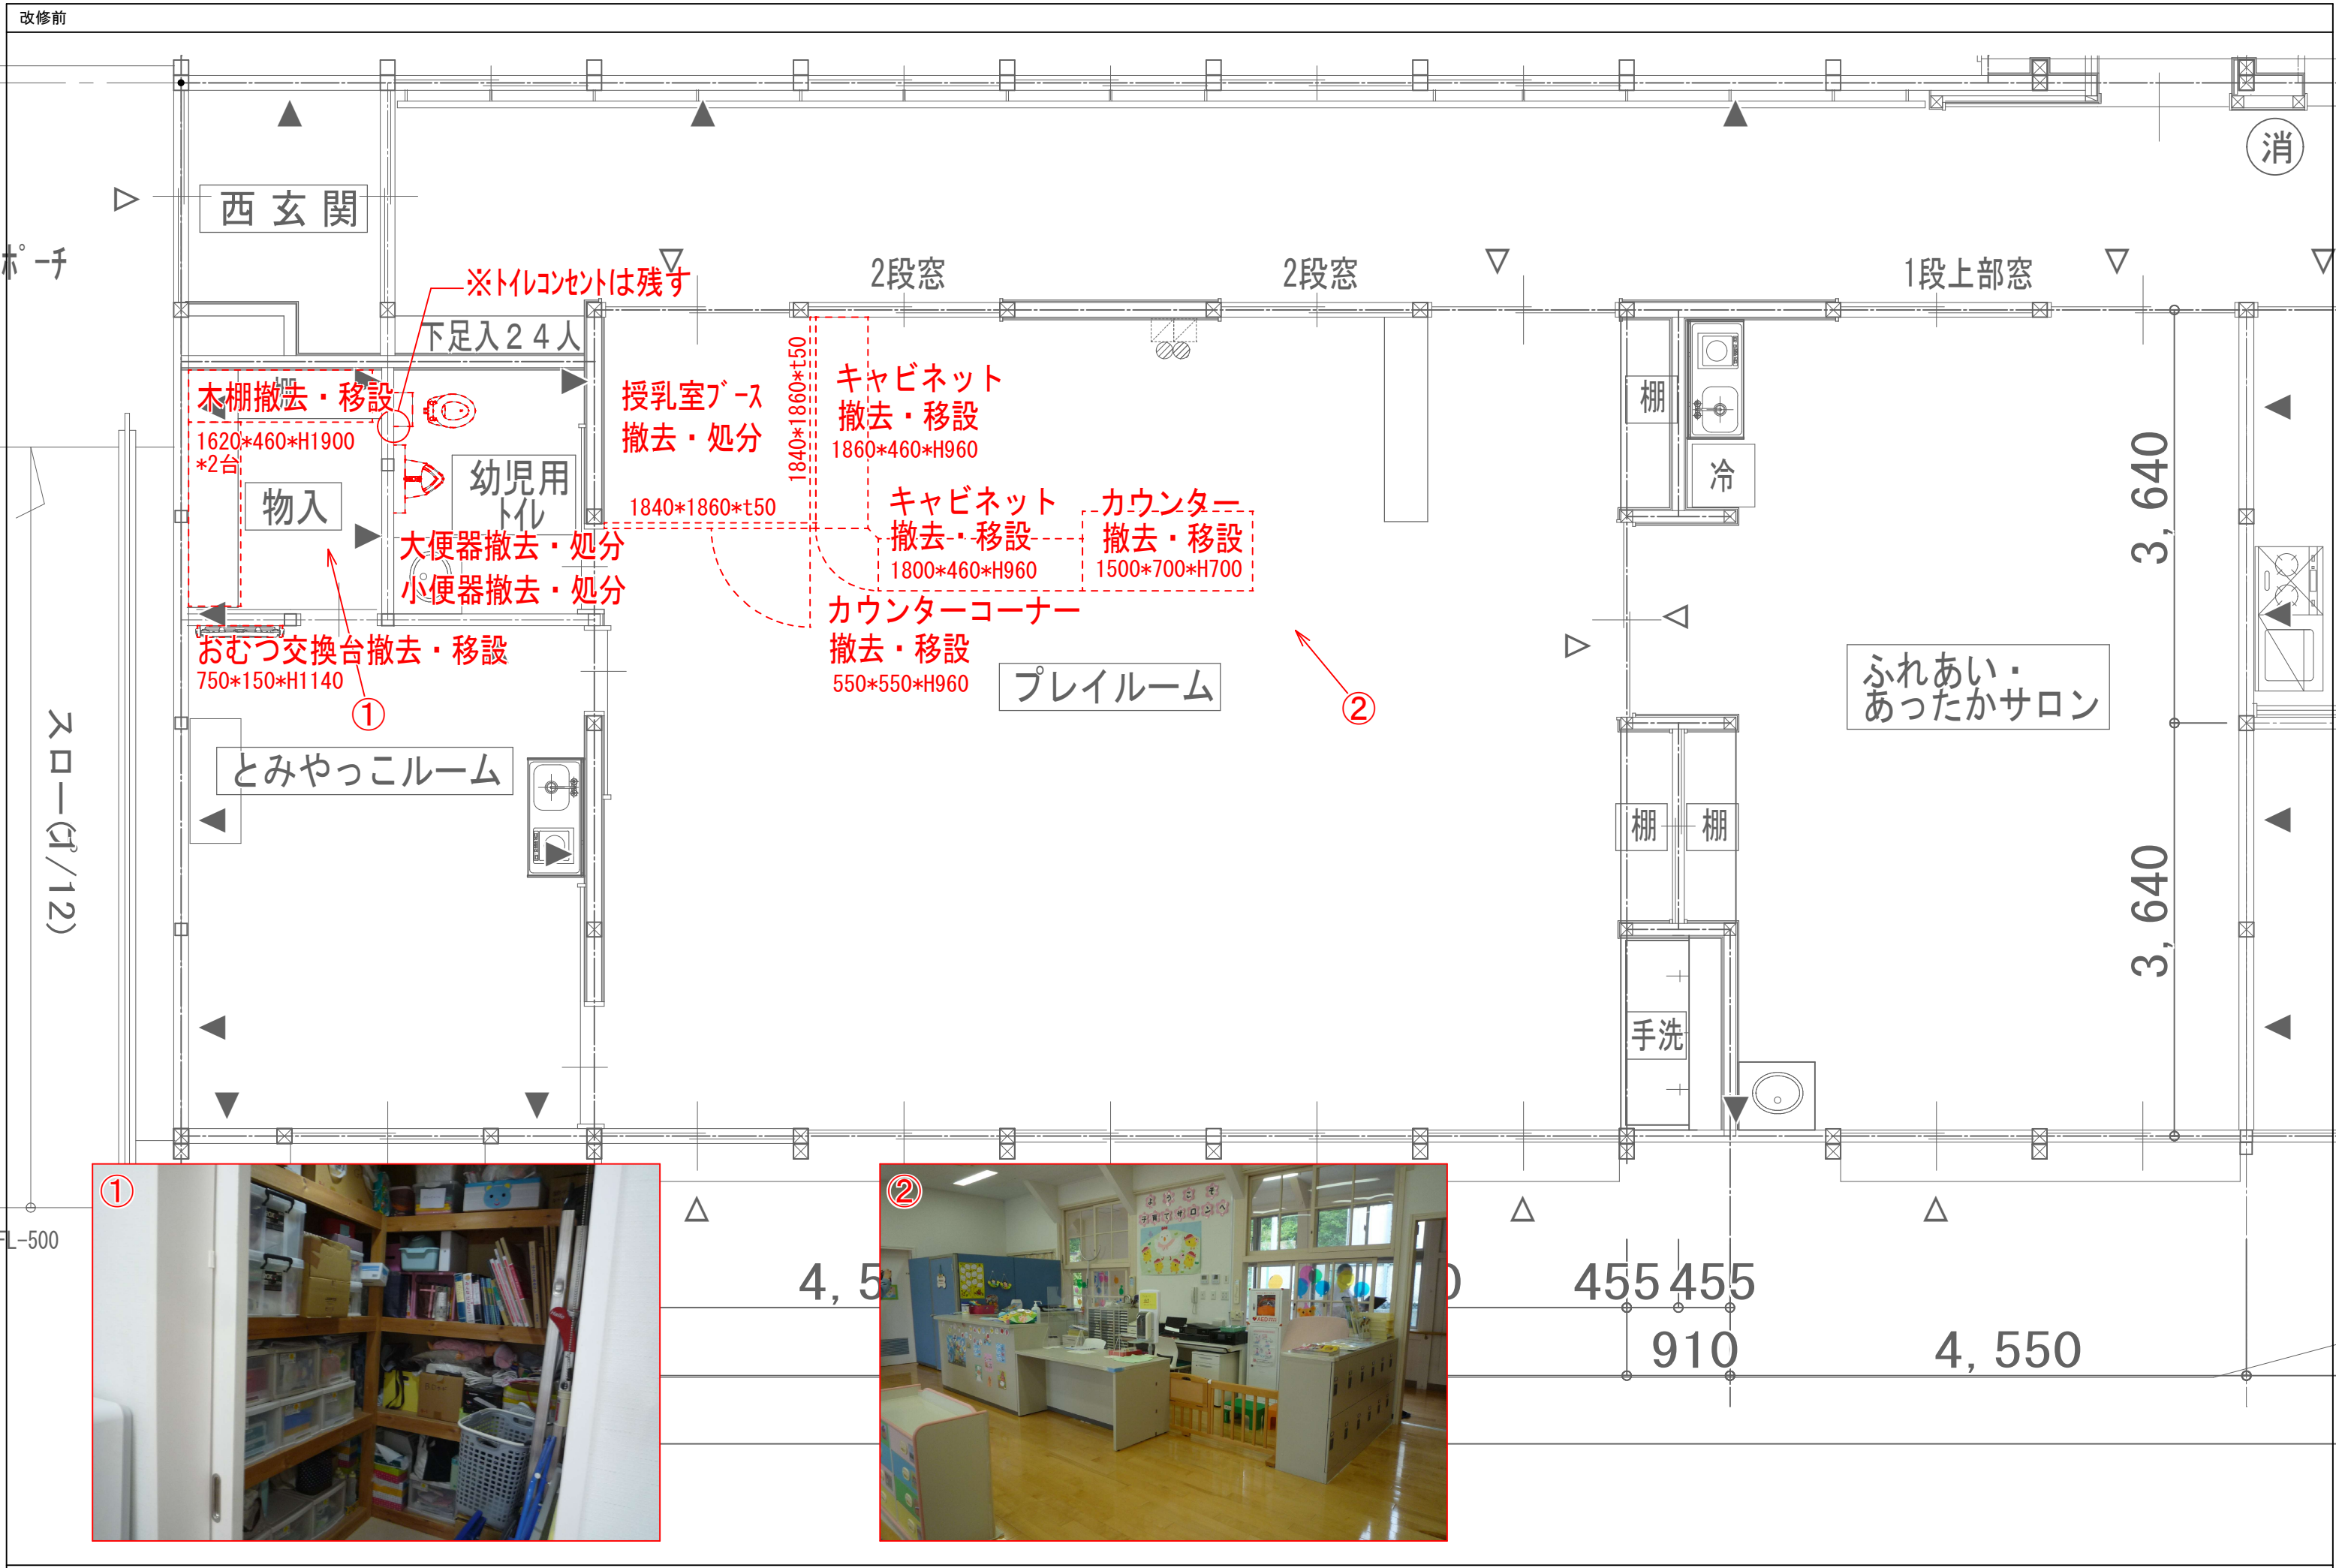 改修前
消
西玄関
ポーチ
※トイレコンセントは残す
2段窓
2段窓
1段上部窓
下足入24人
木棚撤去・移設
1620*460*H1900
*2台
物入
幼児用
トイレ
大便器撤去・処分
小便器撤去・処分
授乳室ブース
撤去・処分
1840*1860*t50
1840*1860*t50
キャビネット
撤去・移設
1860*460*H960
キャビネット
撤去・移設
1800*460*H960
カウンター
撤去・移設
1500*700*H700
カウンターコーナー
撤去・移設
550*550*H960
おむつ交換台撤去・移設
750*150*H1140
①
②
プレイルーム
とみやっこルーム
棚
冷
ふれあい・
あったかサロン
棚
棚
手洗
3,640
3,640
①
②
FL-500
455
455
910
4,550